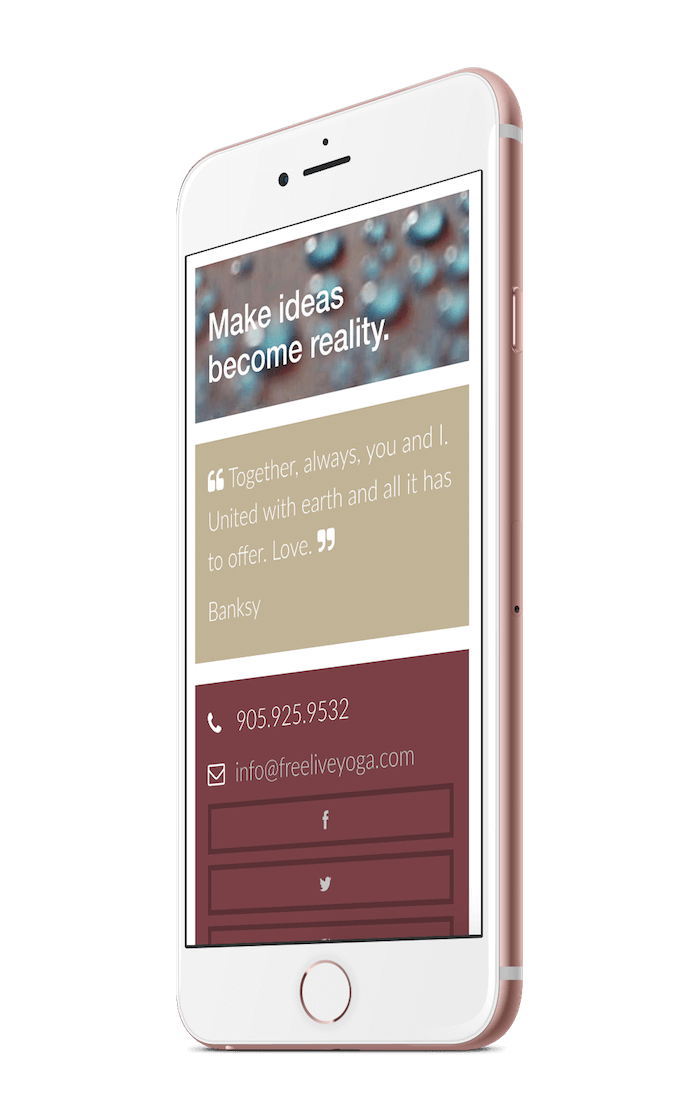 Make ideas
become reality.
“ Together, always, you and I.
United with earth and all it has
to offer. Love. ”
Banksy
905.925.9532
info@freeliveyoga.com